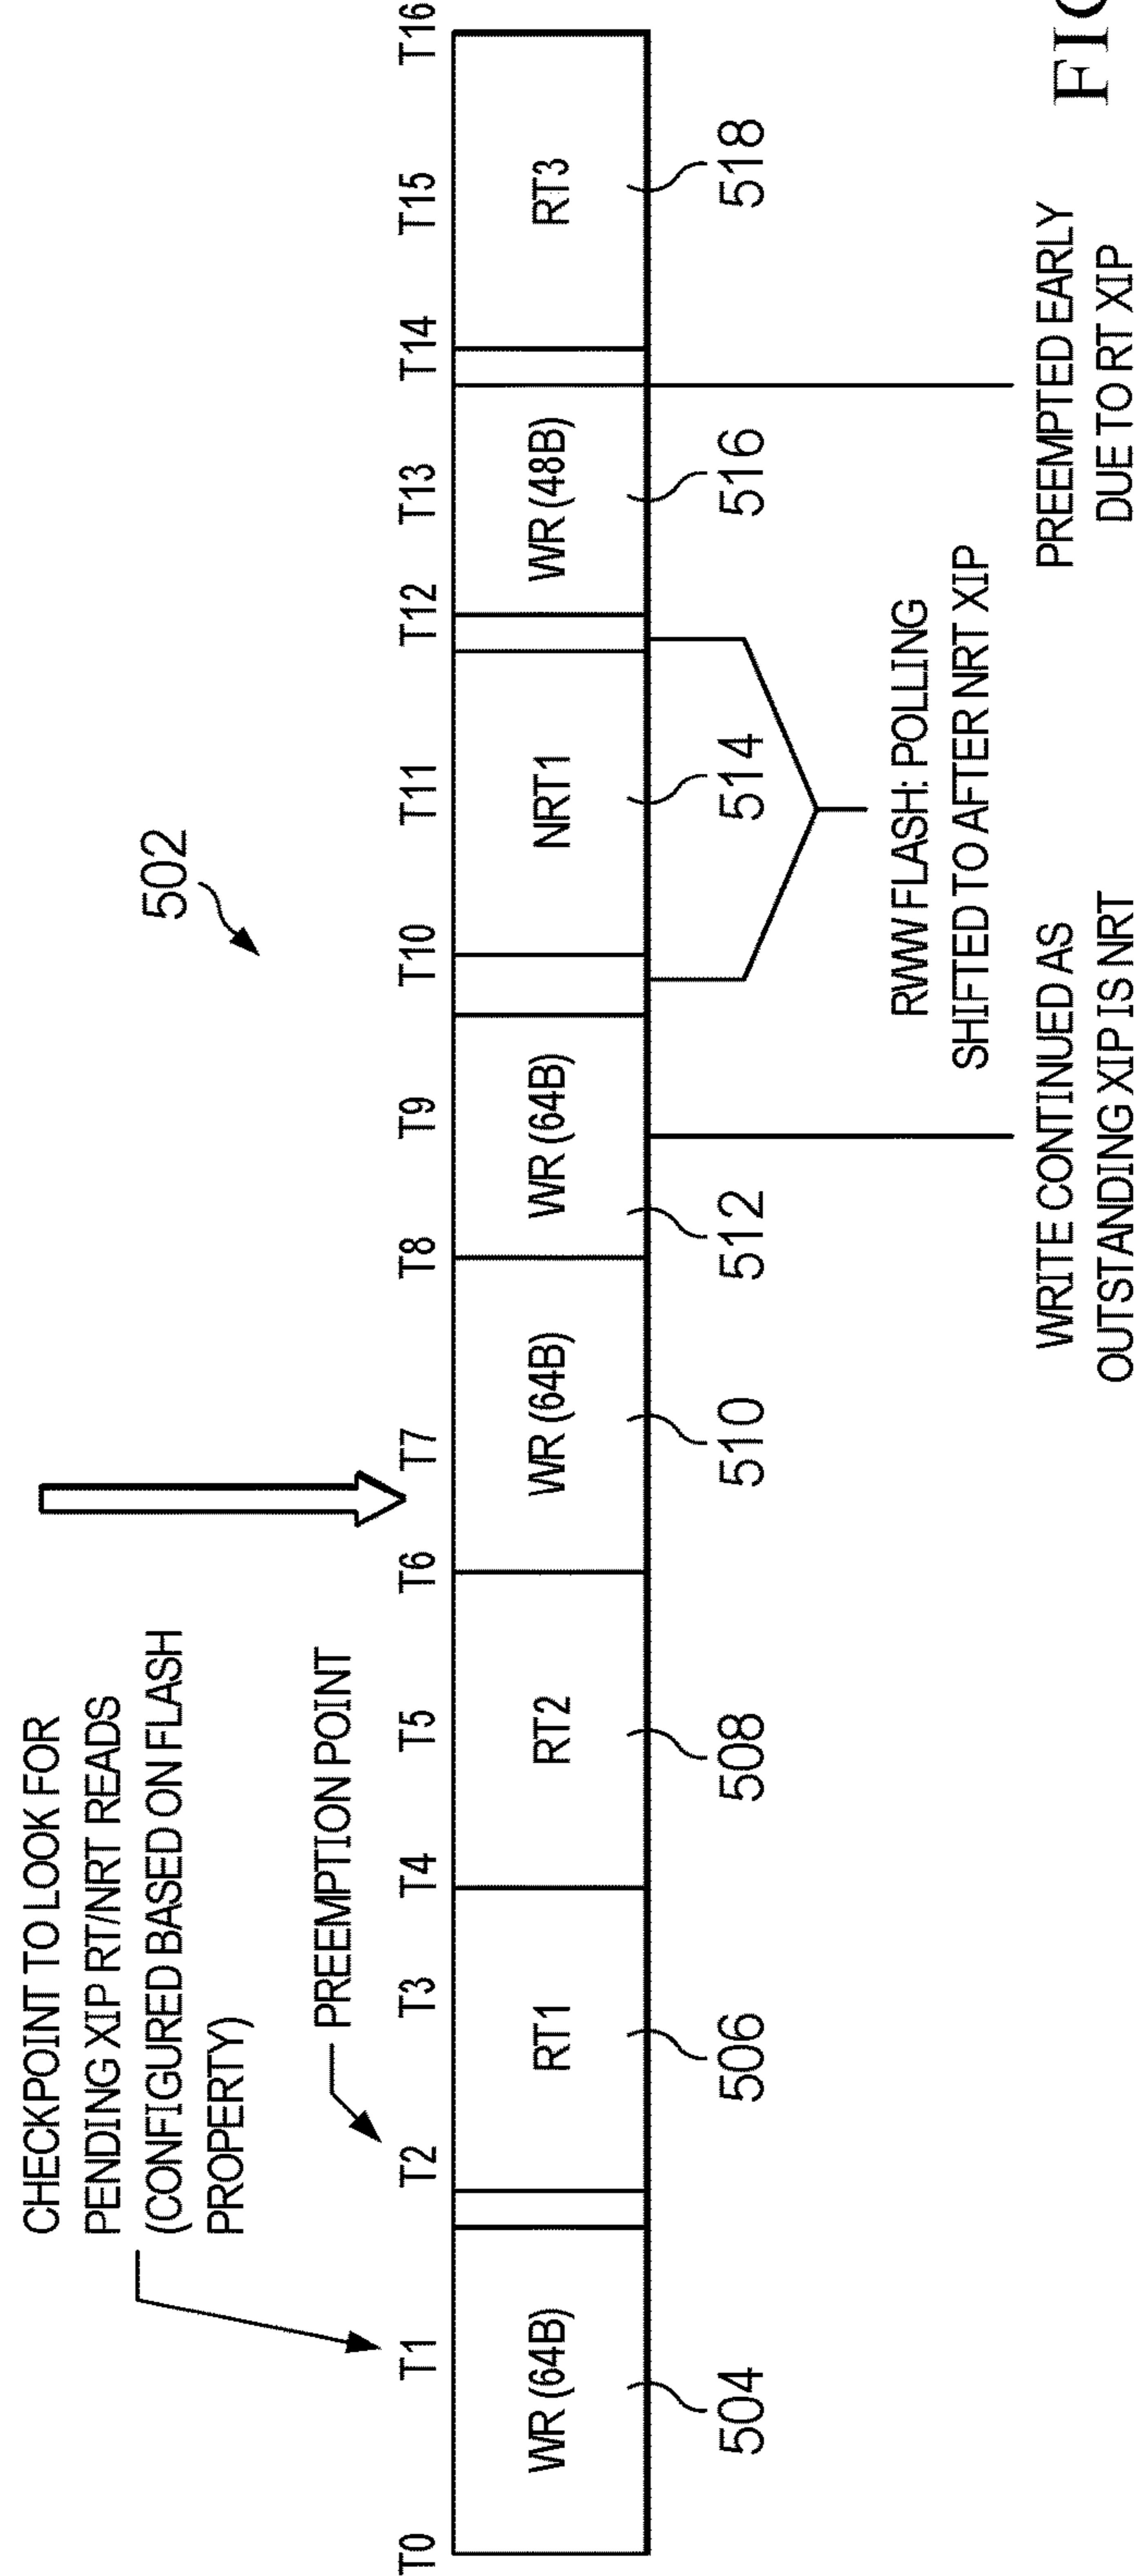 CHECKPOINT TO LOOK FOR
PENDING XIP RT/NRT READS
(CONFIGURED BASED ON FLASH
PROPERTY)
PREEMPTION POINT
502
T0 T1 T2 T3 T4 T5 T6 T7 T8 T9 T10 T11 T12 T13 T14 T15 T16
WR (64B) RT1 RT2 WR (64B) WR (64B) NRT1 WR (48B) RT3
504 506 508 510 512 514 516 518
RWW FLASH: POLLING
SHIFTED TO AFTER NRT XIP
WRITE CONTINUED AS
OUTSTANDING XIP IS NRT
PREEMPTED EARLY
DUE TO RT XIP